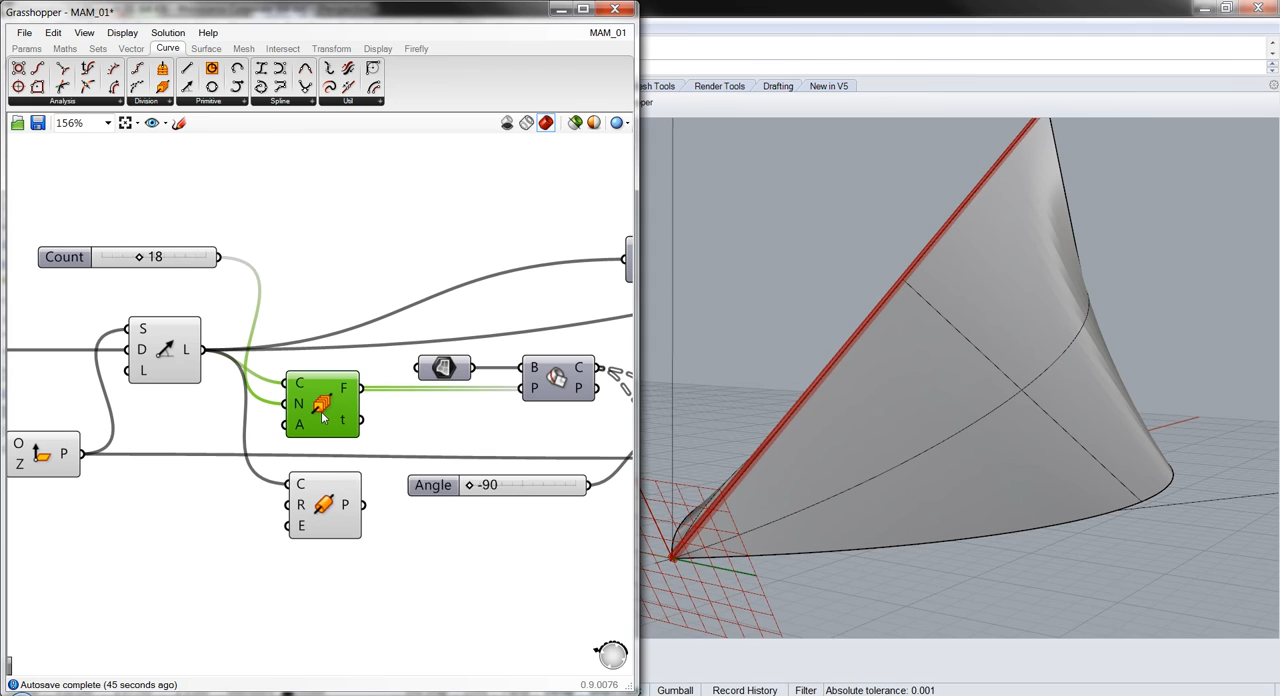 Grasshopper - MAM_01*
File Edit View Display Solution Help
MAM_01
Params Maths Sets Vector Curve Surface Mesh Intersect Transform Display Firefly
Analysis Division Primitive Spline Util
156%
Count 18
S
D L
L
C F
N
A t
B C
P P
O P
Z
Angle -90
C
R P
E
Autosave complete (45 seconds ago)
0.9.0076
Tools Render Tools Drafting New in V5
Gumball Record History Filter Absolute tolerance: 0.001